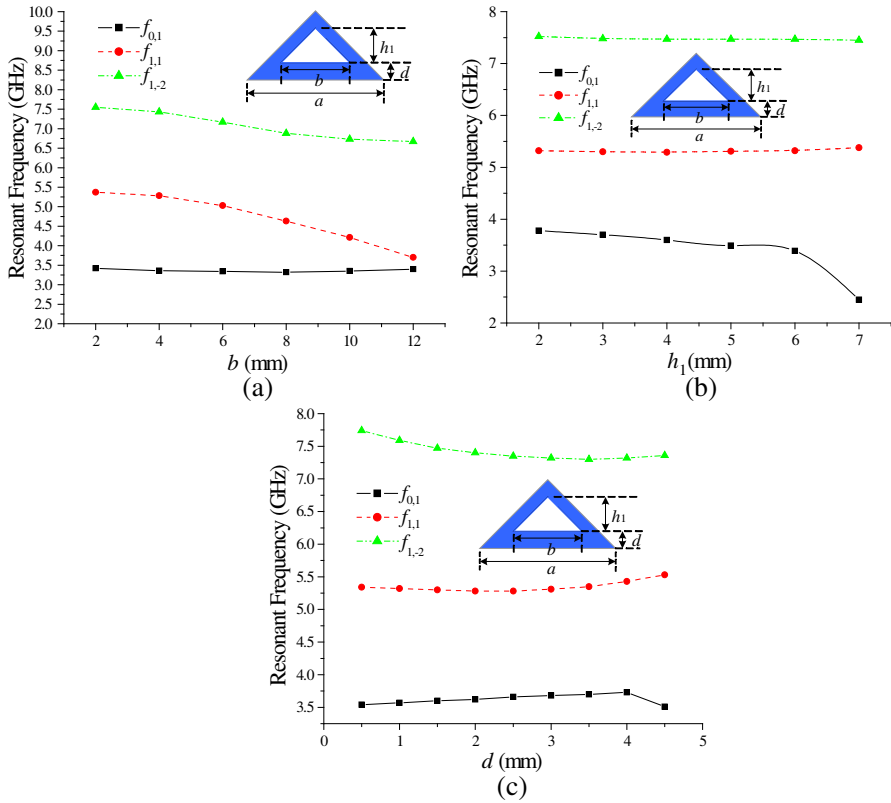 10.0
9.5
9.0
8.5
8.0
7.5
7.0
6.5
6.0
5.5
5.0
4.5
4.0
3.5
3.0
2.5
2.0
Resonant Frequency (GHz)
f0,1
f1,1
f1,-2
h1
d
b
a
2 4 6 8 10 12
b (mm)
(a)
8
7
6
5
4
3
2
Resonant Frequency (GHz)
f0,1
f1,1
f1,-2
h1
d
b
a
2 3 4 5 6 7
h1(mm)
(b)
8.0
7.5
7.0
6.5
6.0
5.5
5.0
4.5
4.0
3.5
Resonant Frequency (GHz)
f0,1
f1,1
f1,-2
h1
d
b
a
0 1 2 3 4 5
d (mm)
(c)